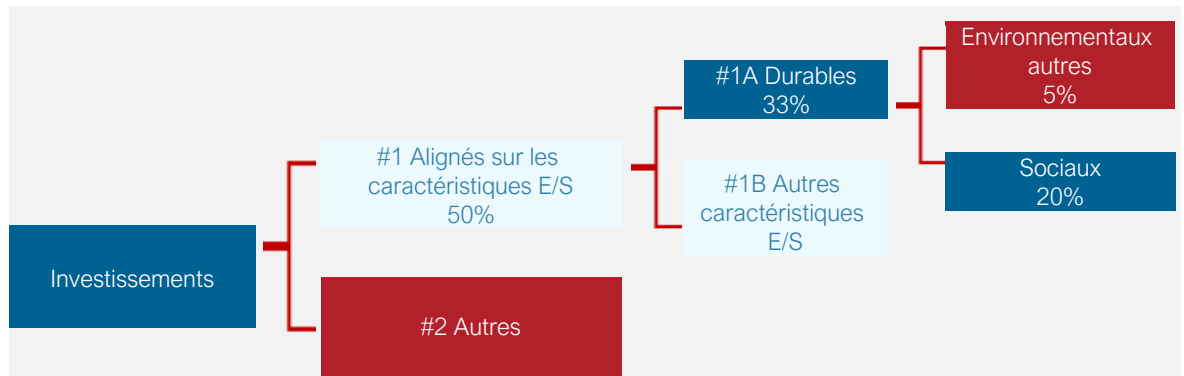 Investissements
#1 Alignés sur les
caractéristiques E/S
50%
#2 Autres
#1A Durables
33%
#1B Autres
caractéristiques
E/S
Environnementaux
autres
5%
Sociaux
20%